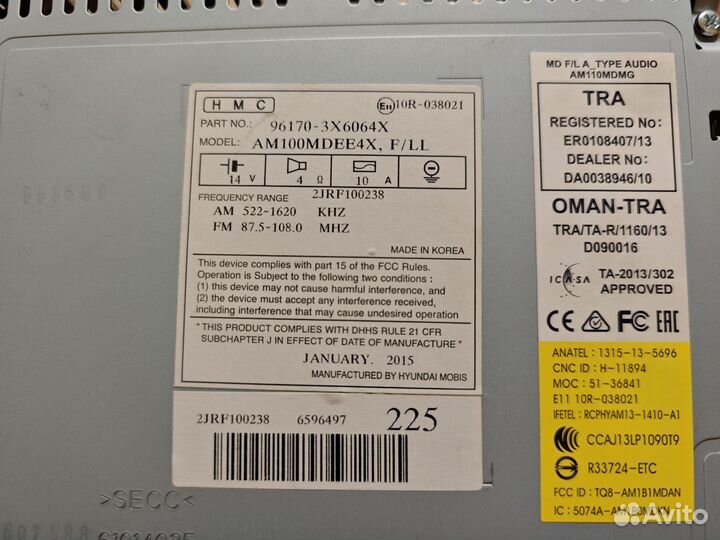 H M C
E11 10R-038021
PART NO.: 96170-3X6064X
MODEL: AM100MDEE4X, F/LL
14 V 4 Ω 10 A
2JRF100238
FREQUENCY RANGE
AM 522-1620 KHZ
FM 87.5-108.0 MHZ
MADE IN KOREA
This device complies with part 15 of the FCC Rules.
Operation is Subject to the following two conditions :
(1) this device may not cause harmful interference, and
(2) the device must accept any interference received,
including interference that may cause undesired operation
"THIS PRODUCT COMPLIES WITH DHHS RULE 21 CFR
SUBCHAPTER J IN EFFECT OF DATE OF MANUFACTURE"
JANUARY. 2015
MANUFACTURED BY HYUNDAI MOBIS
2JRF100238 6596497 225
>SECC<
MD F/L A_TYPE AUDIO
AM110MDMG
TRA
REGISTERED No:
ER0108407/13
DEALER No:
DA0038946/10
OMAN-TRA
TRA/TA-R/1160/13
D090016
ICASA TA-2013/302
APPROVED
CE FC EAC
ANATEL : 1315-13-5696
CNC ID : H-11894
MOC : 51-36841
E11 10R-038021
IFETEL : RCPHYAM13-1410-A1
CCAJ13LP1090T9
R33724-ETC
FCC ID : TQ8-AM1B1MDAN
IC : 5074A-AM1B0MDKN
Avito